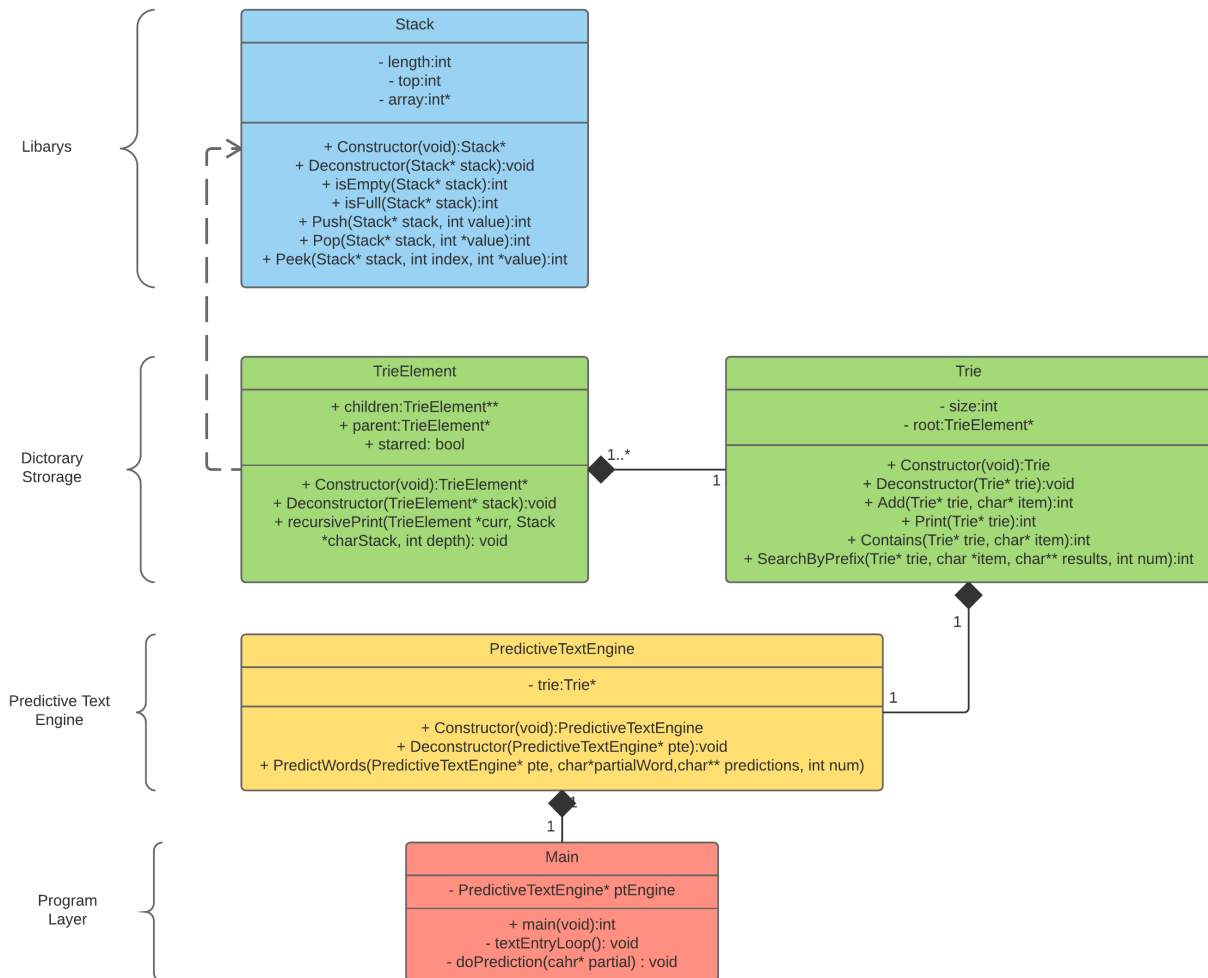 Libarys
Stack
- length:int
- top:int
- array:int*
+ Constructor(void):Stack*
+ Deconstructor(Stack* stack):void
+ isEmpty(Stack* stack):int
+ isFull(Stack* stack):int
+ Push(Stack* stack, int value):int
+ Pop(Stack* stack, int *value):int
+ Peek(Stack* stack, int index, int *value):int
Dictorary
Strorage
TrieElement
+ children:TrieElement**
+ parent:TrieElement*
+ starred: bool
+ Constructor(void):TrieElement*
+ Deconstructor(TrieElement* stack):void
+ recursivePrint(TrieElement *curr, Stack
*charStack, int depth): void
1..*
1
Trie
- size:int
- root:TrieElement*
+ Constructor(void):Trie
+ Deconstructor(Trie* trie):void
+ Add(Trie* trie, char* item):int
+ Print(Trie* trie):int
+ Contains(Trie* trie, char* item):int
+ SearchByPrefix(Trie* trie, char *item, char** results, int num):int
1
1
Predictive Text
Engine
PredictiveTextEngine
- trie:Trie*
+ Constructor(void):PredictiveTextEngine
+ Deconstructor(PredictiveTextEngine* pte):void
+ PredictWords(PredictiveTextEngine* pte, char*partialWord,char** predictions, int num)
1
Program
Layer
Main
- PredictiveTextEngine* ptEngine
+ main(void):int
- textEntryLoop(): void
- doPrediction(cahr* partial) : void